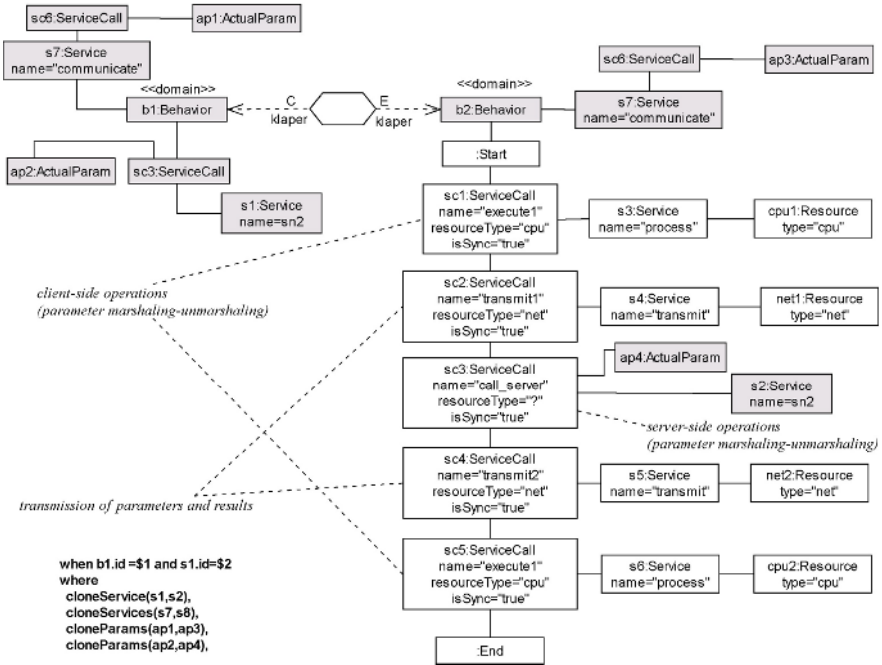 sc6:ServiceCall
ap1:ActualParam
s7:Service
name="communicate"
<<domain>>
b1:Behavior
C
klaper
E
klaper
<<domain>>
b2:Behavior
sc6:ServiceCall
ap3:ActualParam
s7:Service
name="communicate"
ap2:ActualParam
sc3:ServiceCall
s1:Service
name=sn2
:Start
sc1:ServiceCall
name="execute1"
resourceType="cpu"
isSync="true"
s3:Service
name="process"
cpu1:Resource
type="cpu"
client-side operations
(parameter marshaling-unmarshaling)
sc2:ServiceCall
name="transmit1"
resourceType="net"
isSync="true"
s4:Service
name="transmit"
net1:Resource
type="net"
sc3:ServiceCall
name="call_server"
resourceType="?"
isSync="true"
ap4:ActualParam
s2:Service
name=sn2
server-side operations
(parameter marshaling-unmarshaling)
sc4:ServiceCall
name="transmit2"
resourceType="net"
isSync="true"
s5:Service
name="transmit"
net2:Resource
type="net"
transmission of parameters and results
sc5:ServiceCall
name="execute1"
resourceType="cpu"
isSync="true"
s6:Service
name="process"
cpu2:Resource
type="cpu"
:End
when b1.id =$1 and s1.id=$2
where
cloneService(s1,s2),
cloneServices(s7,s8),
cloneParams(ap1,ap3),
cloneParams(ap2,ap4),